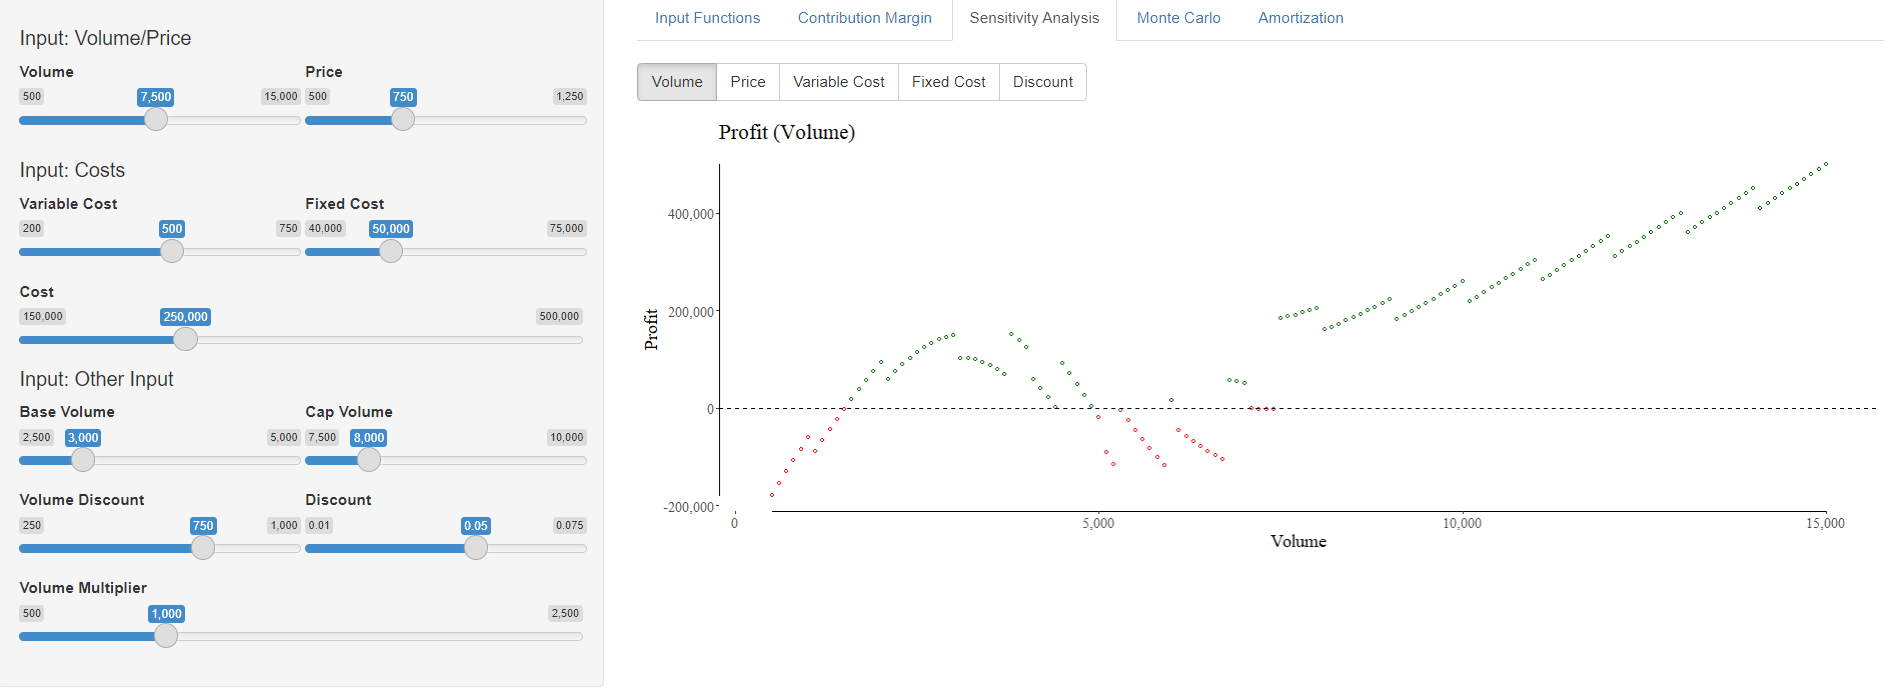 Input: Volume/Price
Volume Price
500 7,500 15,000 500 750 1,250
Input: Costs
Variable Cost Fixed Cost
200 500 750 40,000 50,000 75,000
Cost
150,000 250,000 500,000
Input: Other Input
Base Volume Cap Volume
2,500 3,000 5,000 7,500 8,000 10,000
Volume Discount Discount
250 750 1,000 0.01 0.05 0.075
Volume Multiplier
500 1,000 2,500
Input Functions Contribution Margin Sensitivity Analysis Monte Carlo Amortization
Volume Price Variable Cost Fixed Cost Discount
Profit (Volume)
400,000
200,000
0
-200,000
Profit
0 5,000 10,000 15,000
Volume